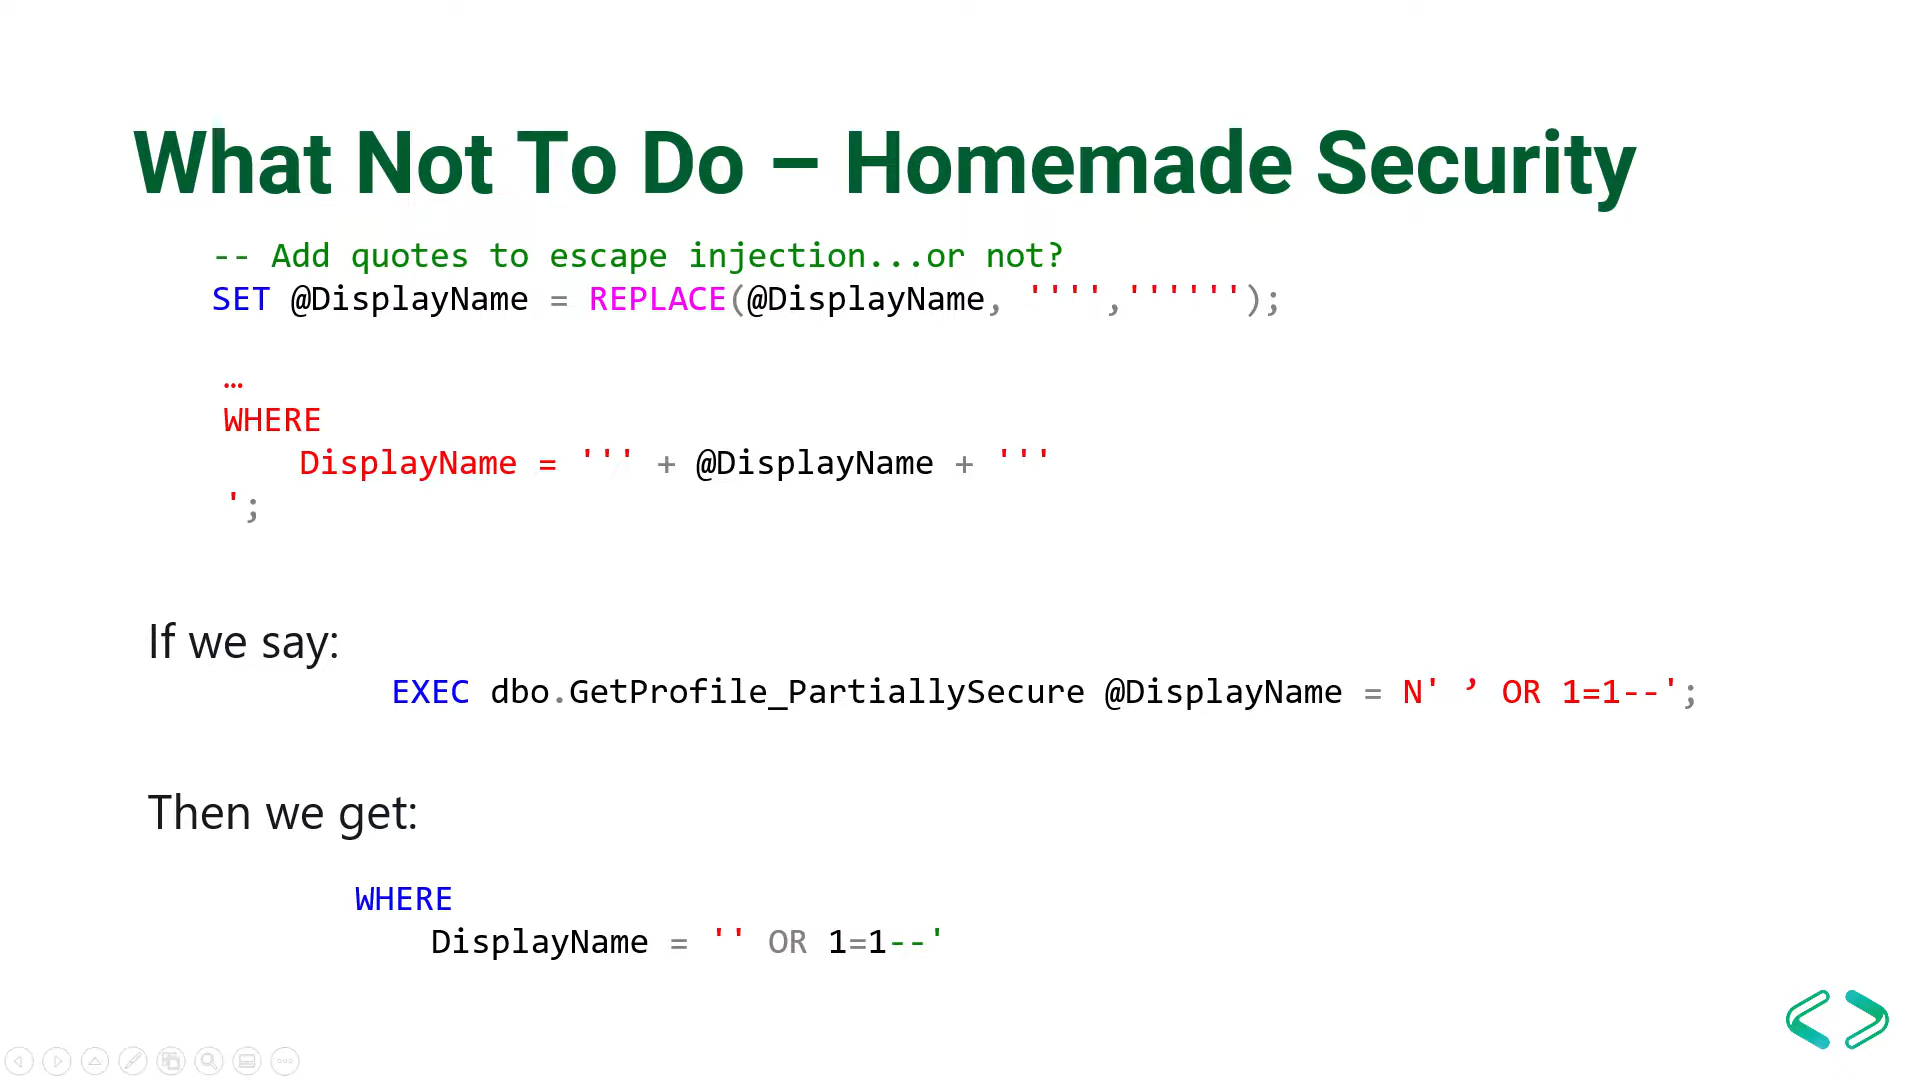 What Not To Do – Homemade Security
-- Add quotes to escape injection...or not?
SET @DisplayName = REPLACE(@DisplayName, '''','''''');
…
WHERE
DisplayName = ''' + @DisplayName + '''
';
If we say:
EXEC dbo.GetProfile_PartiallySecure @DisplayName = N' ʼ OR 1=1--';
Then we get:
WHERE
DisplayName = '' OR 1=1--'